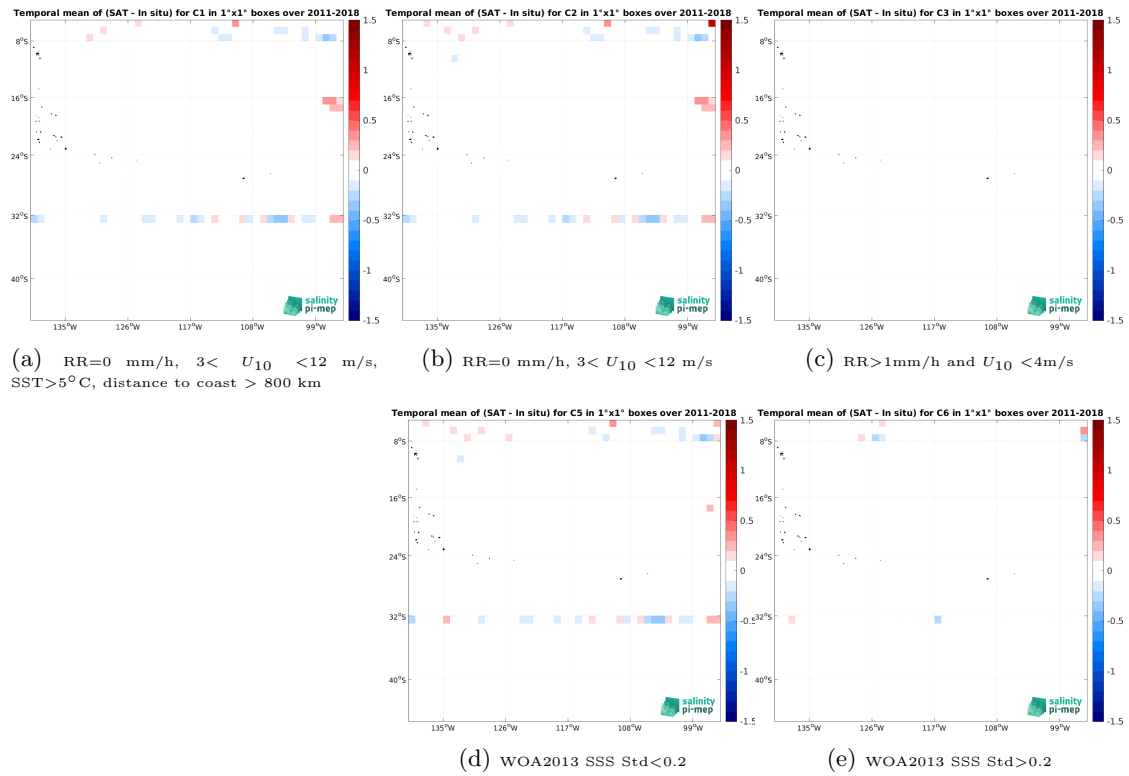 Temporal mean of (SAT - In situ) for C1 in 1°x1° boxes over 2011-2018
8°S
16°S
24°S
32°S
40°S
135°W
126°W
117°W
108°W
99°W
1.5
1
0.5
0
-0.5
-1
-1.5
salinity
pi-mep
Temporal mean of (SAT - In situ) for C2 in 1°x1° boxes over 2011-2018
8°S
16°S
24°S
32°S
40°S
135°W
126°W
117°W
108°W
99°W
1.5
1
0.5
0
-0.5
-1
-1.5
salinity
pi-mep
Temporal mean of (SAT - In situ) for C3 in 1°x1° boxes over 2011-2018
8°S
16°S
24°S
32°S
40°S
135°W
126°W
117°W
108°W
99°W
1.5
1
0.5
0
-0.5
-1
-1.5
salinity
pi-mep
(a) RR=0 mm/h, 3< U10 <12 m/s,
SST>5°C, distance to coast > 800 km
(b) RR=0 mm/h, 3< U10 <12 m/s
(c) RR>1mm/h and U10 <4m/s
Temporal mean of (SAT - In situ) for C5 in 1°x1° boxes over 2011-2018
8°S
16°S
24°S
32°S
40°S
135°W
126°W
117°W
108°W
99°W
1.5
1
0.5
0
-0.5
-1
-1.5
salinity
pi-mep
Temporal mean of (SAT - In situ) for C6 in 1°x1° boxes over 2011-2018
8°S
16°S
24°S
32°S
40°S
135°W
126°W
117°W
108°W
99°W
1.5
1
0.5
0
-0.5
-1
-1.5
salinity
pi-mep
(d) WOA2013 SSS Std<0.2
(e) WOA2013 SSS Std>0.2